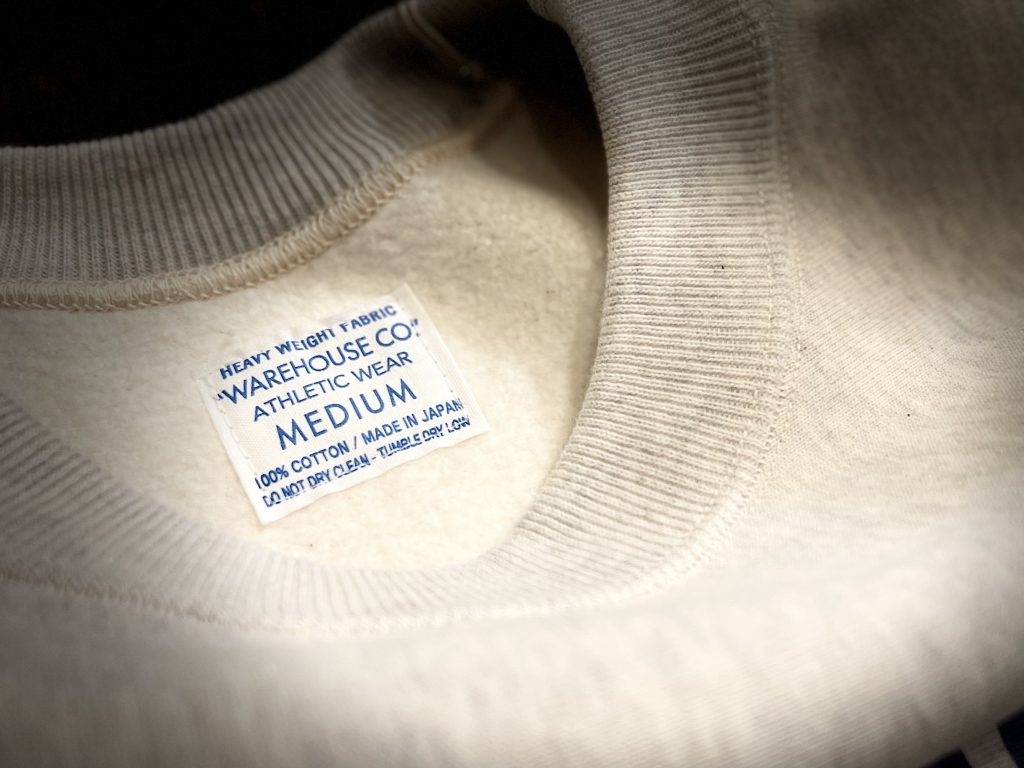 HEAVY WEIGHT FABRIC
"WAREHOUSE CO"
ATHLETIC WEAR
MEDIUM
100% COTTON / MADE IN JAPAN
DO NOT DRY CLEAN - TUMBLE DRY LOW